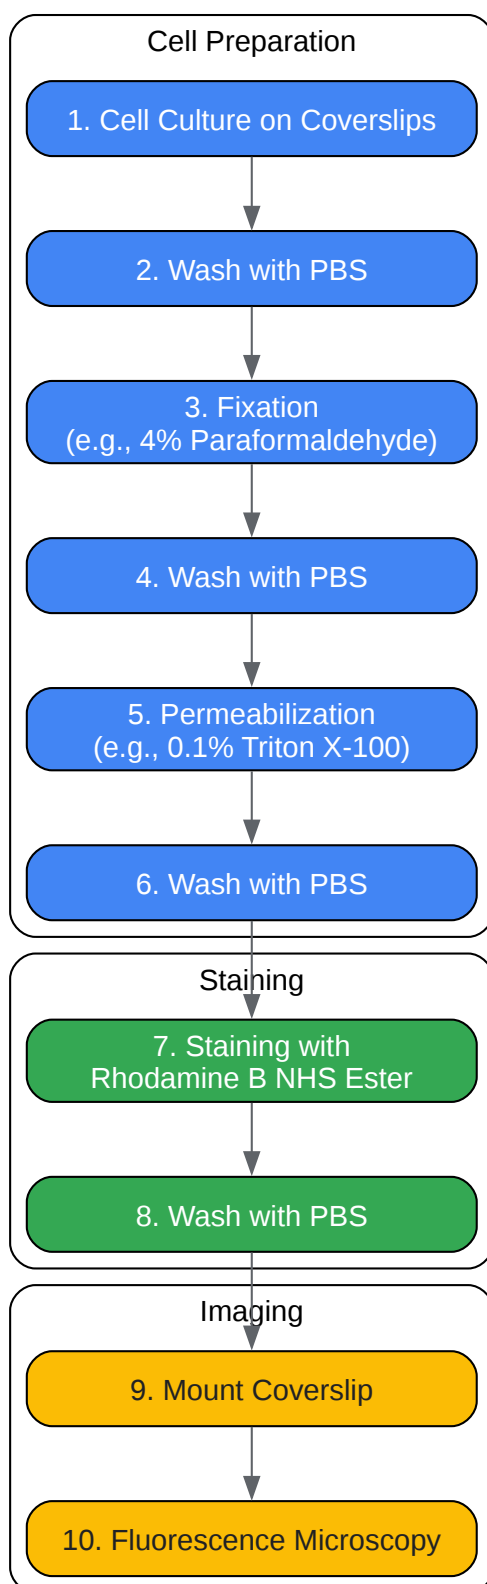 Cell Preparation
1. Cell Culture on Coverslips
2. Wash with PBS
3. Fixation
(e.g., 4% Paraformaldehyde)
4. Wash with PBS
5. Permeabilization
(e.g., 0.1% Triton X-100)
6. Wash with PBS
Staining
7. Staining with
Rhodamine B NHS Ester
8. Wash with PBS
Imaging
9. Mount Coverslip
10. Fluorescence Microscopy